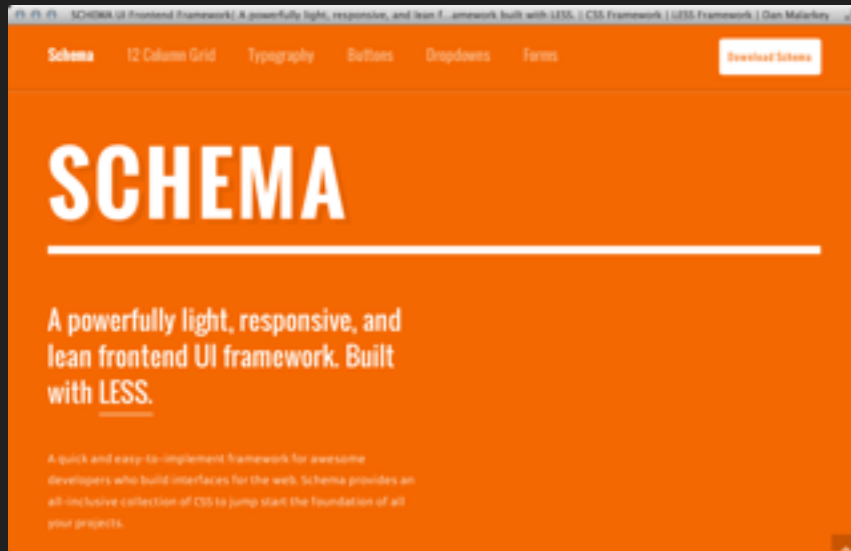 SCHEMA UI Frontend Framework| A powerfully light, responsive, and lean f...amework built with LESS. | CSS Framework | LESS Framework | Dan Malarkey
Schema 12 Column Grid Typography Buttons Dropdowns Forms Download Schema
SCHEMA
A powerfully light, responsive, and
lean frontend UI framework. Built
with LESS.
A quick and easy-to-implement framework for awesome
developers who build interfaces for the web. Schema provides an
all-inclusive collection of CSS to jump start the foundation of all
your projects.